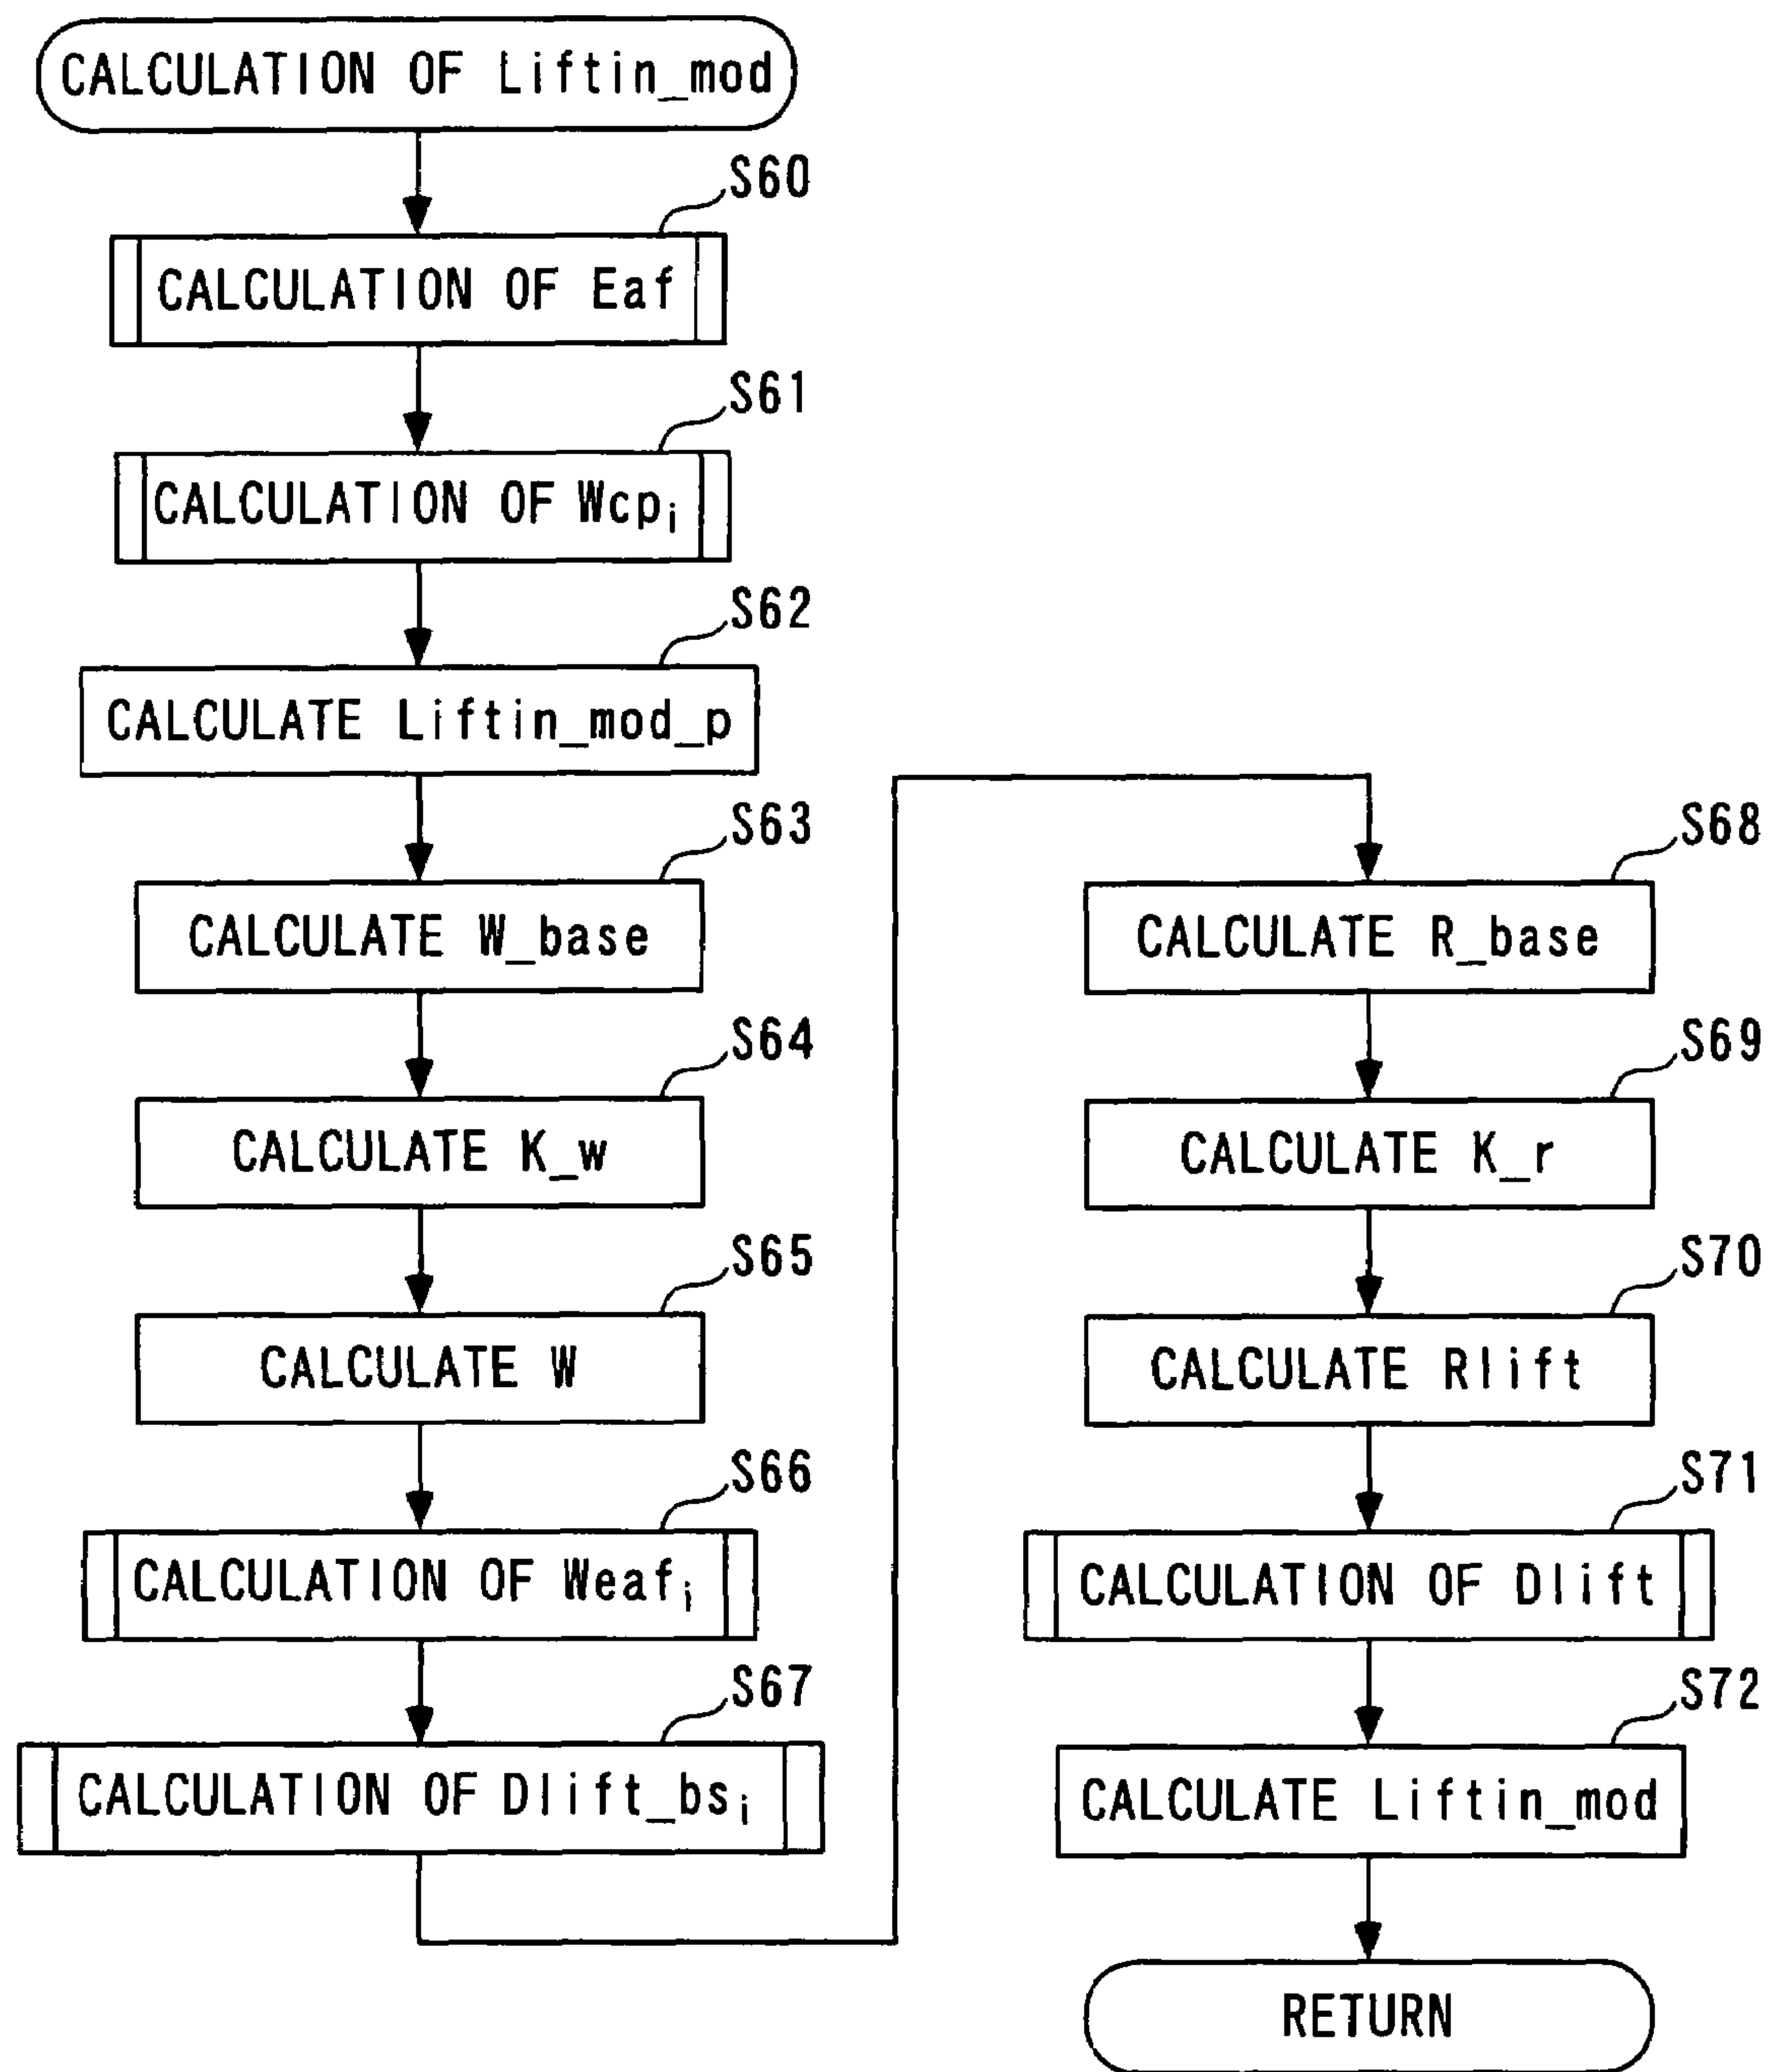 CALCULATION OF Liftin_mod
S60
CALCULATION OF Eaf
S61
CALCULATION OF Wcpi
S62
CALCULATE Liftin_mod_p
S63
CALCULATE W_base
S64
CALCULATE K_w
S65
CALCULATE W
S66
CALCULATION OF Weafi
S67
CALCULATION OF Dlift_bsi
S68
CALCULATE R_base
S69
CALCULATE K_r
S70
CALCULATE Rlift
S71
CALCULATION OF Dlift
S72
CALCULATE Liftin_mod
RETURN